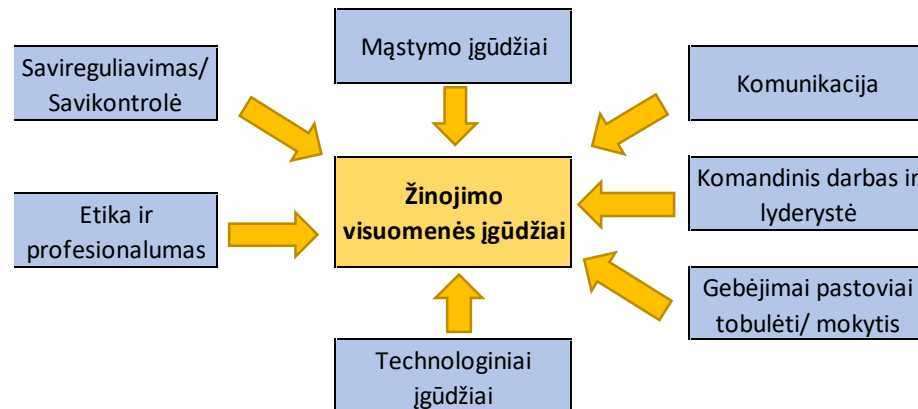 Savireguliavimas/
Savikontrolė
Mąstymo įgūdžiai
Komunikacija
Etika ir
profesionalumas
Žinojimo
visuomenės įgūdžiai
Komandinis darbas ir
lyderystė
Technologiniai
įgūdžiai
Gebėjimai pastoviai
tobulėti/ mokytis